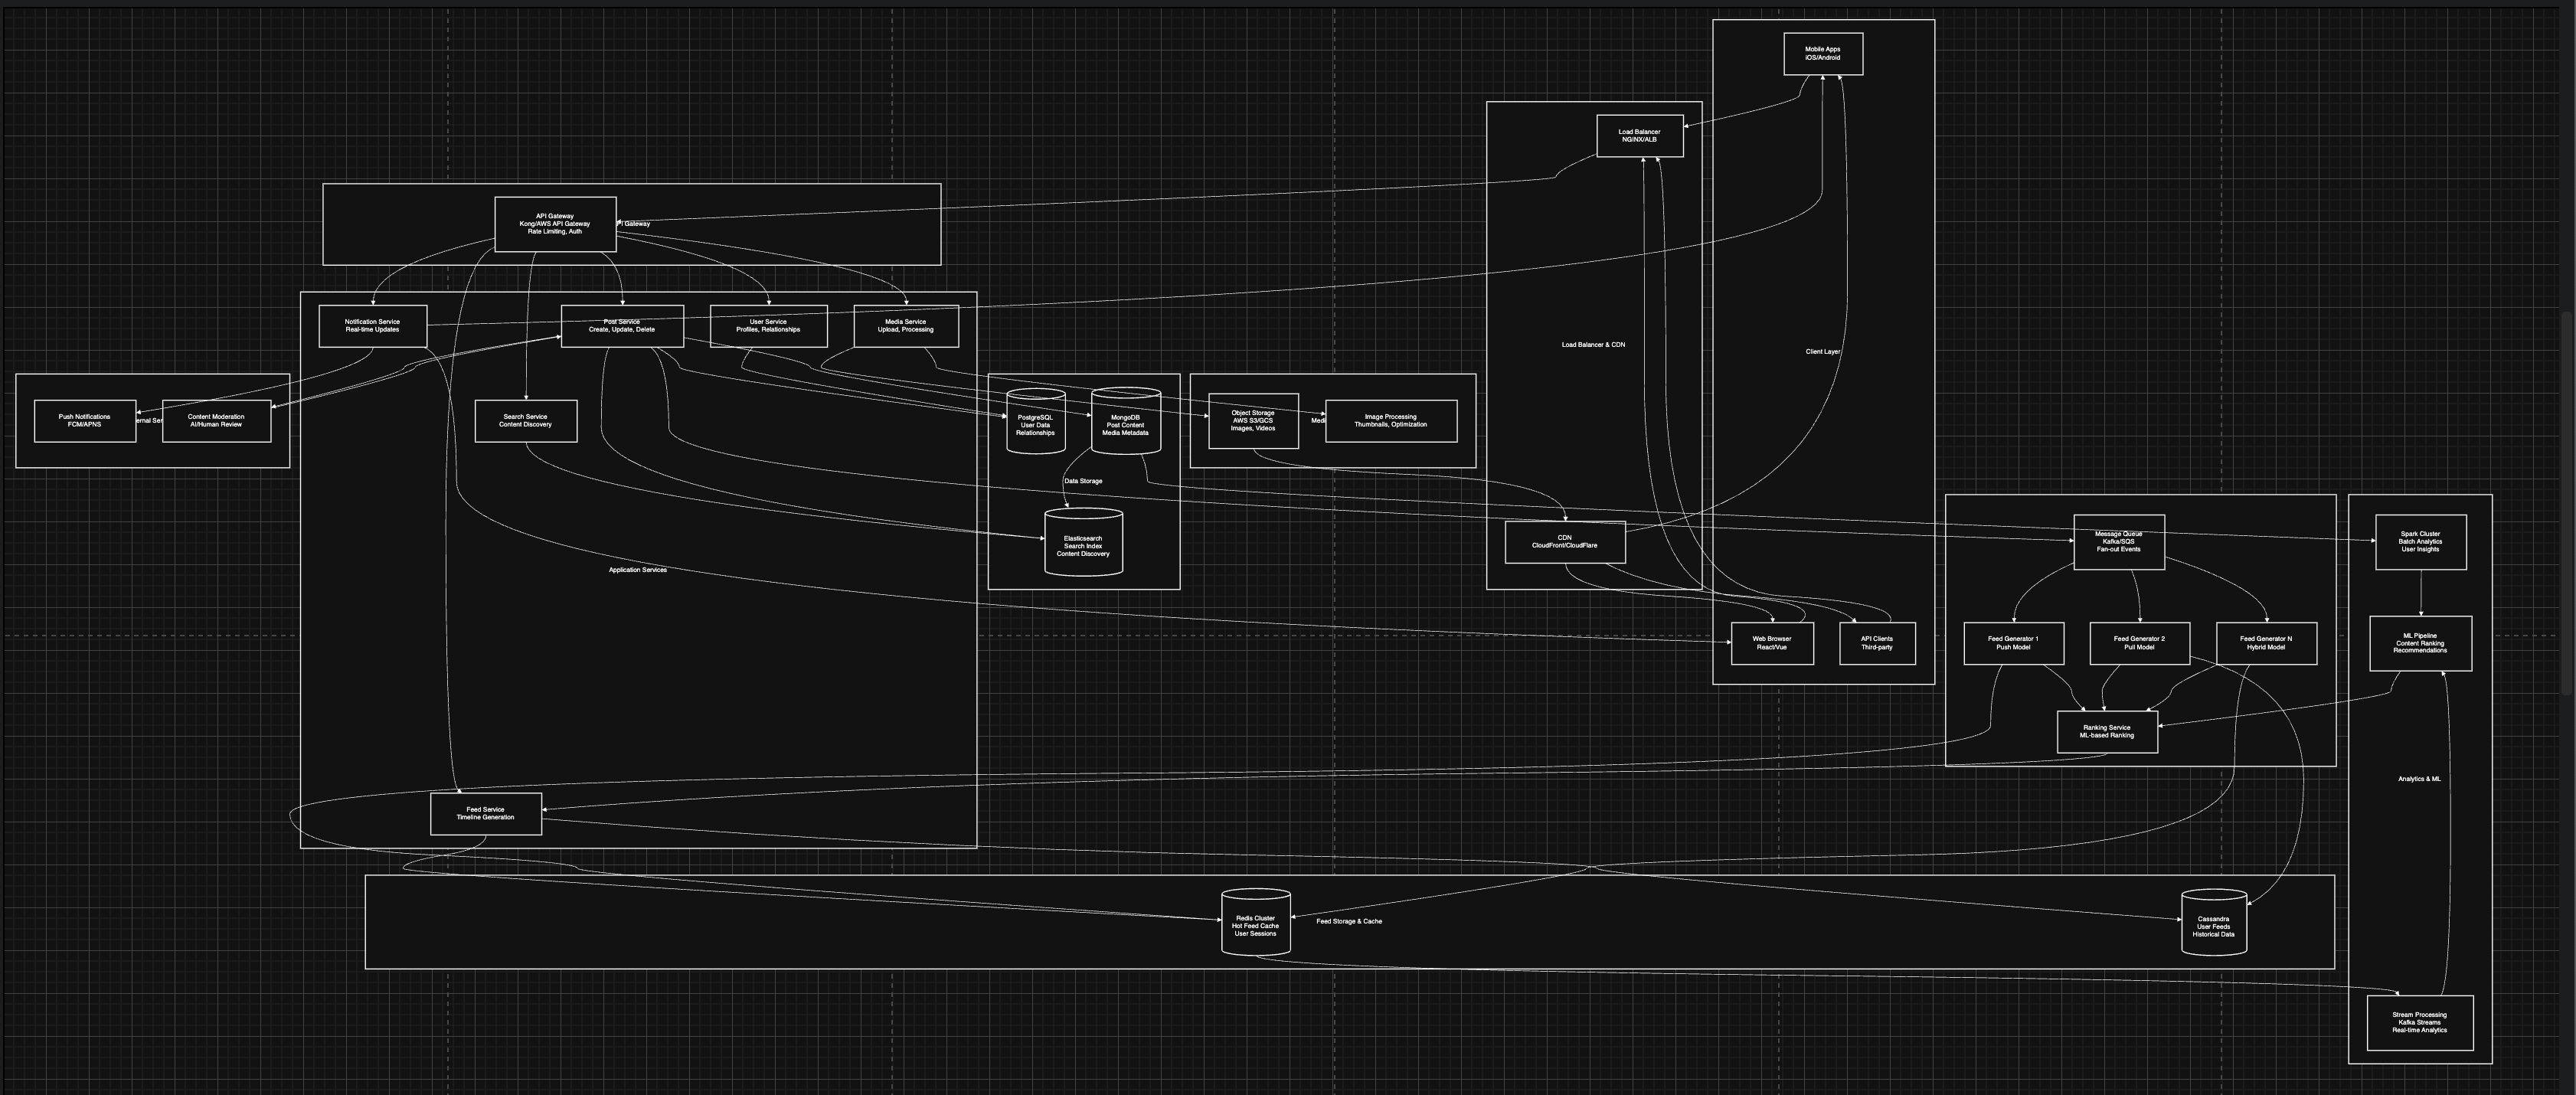 Mobile Apps
iOS/Android
Load Balancer
NGINX/ALB
API Gateway
Kong/AWS API Gateway
Rate Limiting, Auth
Gateway
Notification Service
Real-time Updates
Post Service
Create, Update, Delete
User Service
Profiles, Relationships
Media Service
Upload, Processing
Load Balancer & CDN
Client Layer
Push Notifications
FCM/APNS
ernal Ser
Content Moderation
AI/Human Review
Search Service
Content Discovery
PostgreSQL
User Data
Relationships
MongoDB
Post Content
Media Metadata
Object Storage
AWS S3/GCS
Images, Videos
Medi
Image Processing
Thumbnails, Optimization
Data Storage
Elasticsearch
Search Index
Content Discovery
CDN
CloudFront/CloudFlare
Message Queue
Kafka/SQS
Fan-out Events
Spark Cluster
Batch Analytics
User Insights
Application Services
Web Browser
React/Vue
API Clients
Third-party
Feed Generator 1
Push Model
Feed Generator 2
Pull Model
Feed Generator N
Hybrid Model
ML Pipeline
Content Ranking
Recommendations
Ranking Service
ML-based Ranking
Analytics & ML
Feed Service
Timeline Generation
Redis Cluster
Hot Feed Cache
User Sessions
Feed Storage & Cache
Cassandra
User Feeds
Historical Data
Stream Processing
Kafka Streams
Real-time Analytics